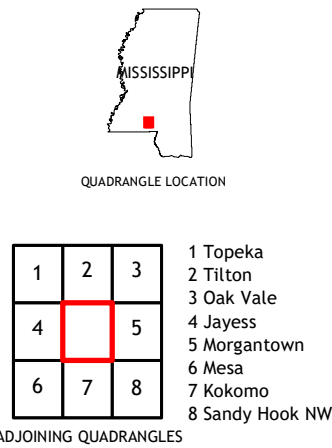 MISSISSIPPI
QUADRANGLE LOCATION
1 2 3
4 5
6 7 8
1 Topeka
2 Tilton
3 Oak Vale
4 Jayess
5 Morgantown
6 Mesa
7 Kokomo
8 Sandy Hook NW
ADJOINING QUADRANGLES